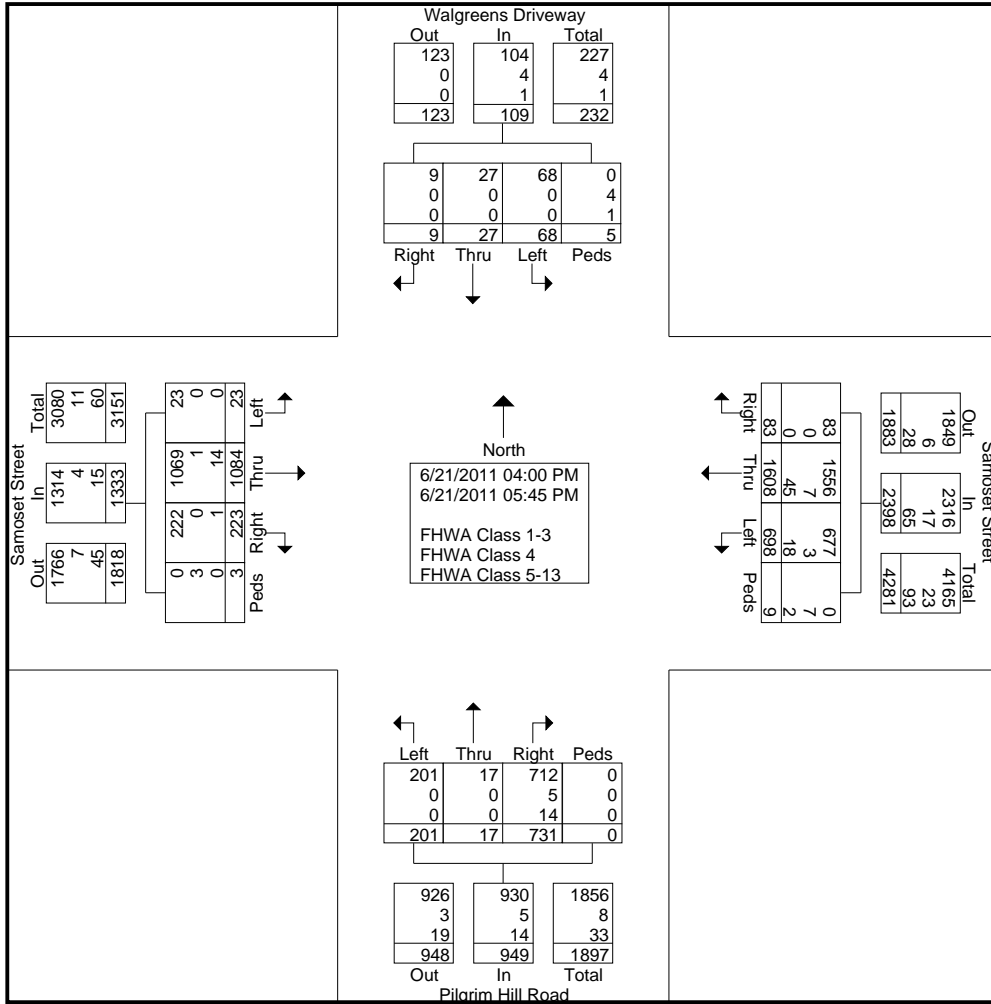 Walgreens Driveway
Out In Total
123 104 227
0 4 4
0 1 1
123 109 232
9 27 68 0
0 0 0 4
0 0 0 1
9 27 68 5
Right Thru Left Peds
Samoset Street
Total In Out
3080 1314 1766
11 4 7
60 15 45
3151 1333 1818
23 1069 222 0
0 1 0 3
0 14 1 0
23 1084 223 3
Left Thru Right Peds
North
6/21/2011 04:00 PM
6/21/2011 05:45 PM
FHWA Class 1-3
FHWA Class 4
FHWA Class 5-13
Samoset Street
Out In Total
1849 2316 4165
6 17 23
28 65 93
1883 2398 4281
83 1556 677 0
0 7 3 7
0 45 18 2
83 1608 698 9
Right Thru Left Peds
Left Thru Right Peds
201 17 712 0
0 0 5 0
0 0 14 0
201 17 731 0
926 930 1856
3 5 8
19 14 33
948 949 1897
Out In Total
Pilgrim Hill Road